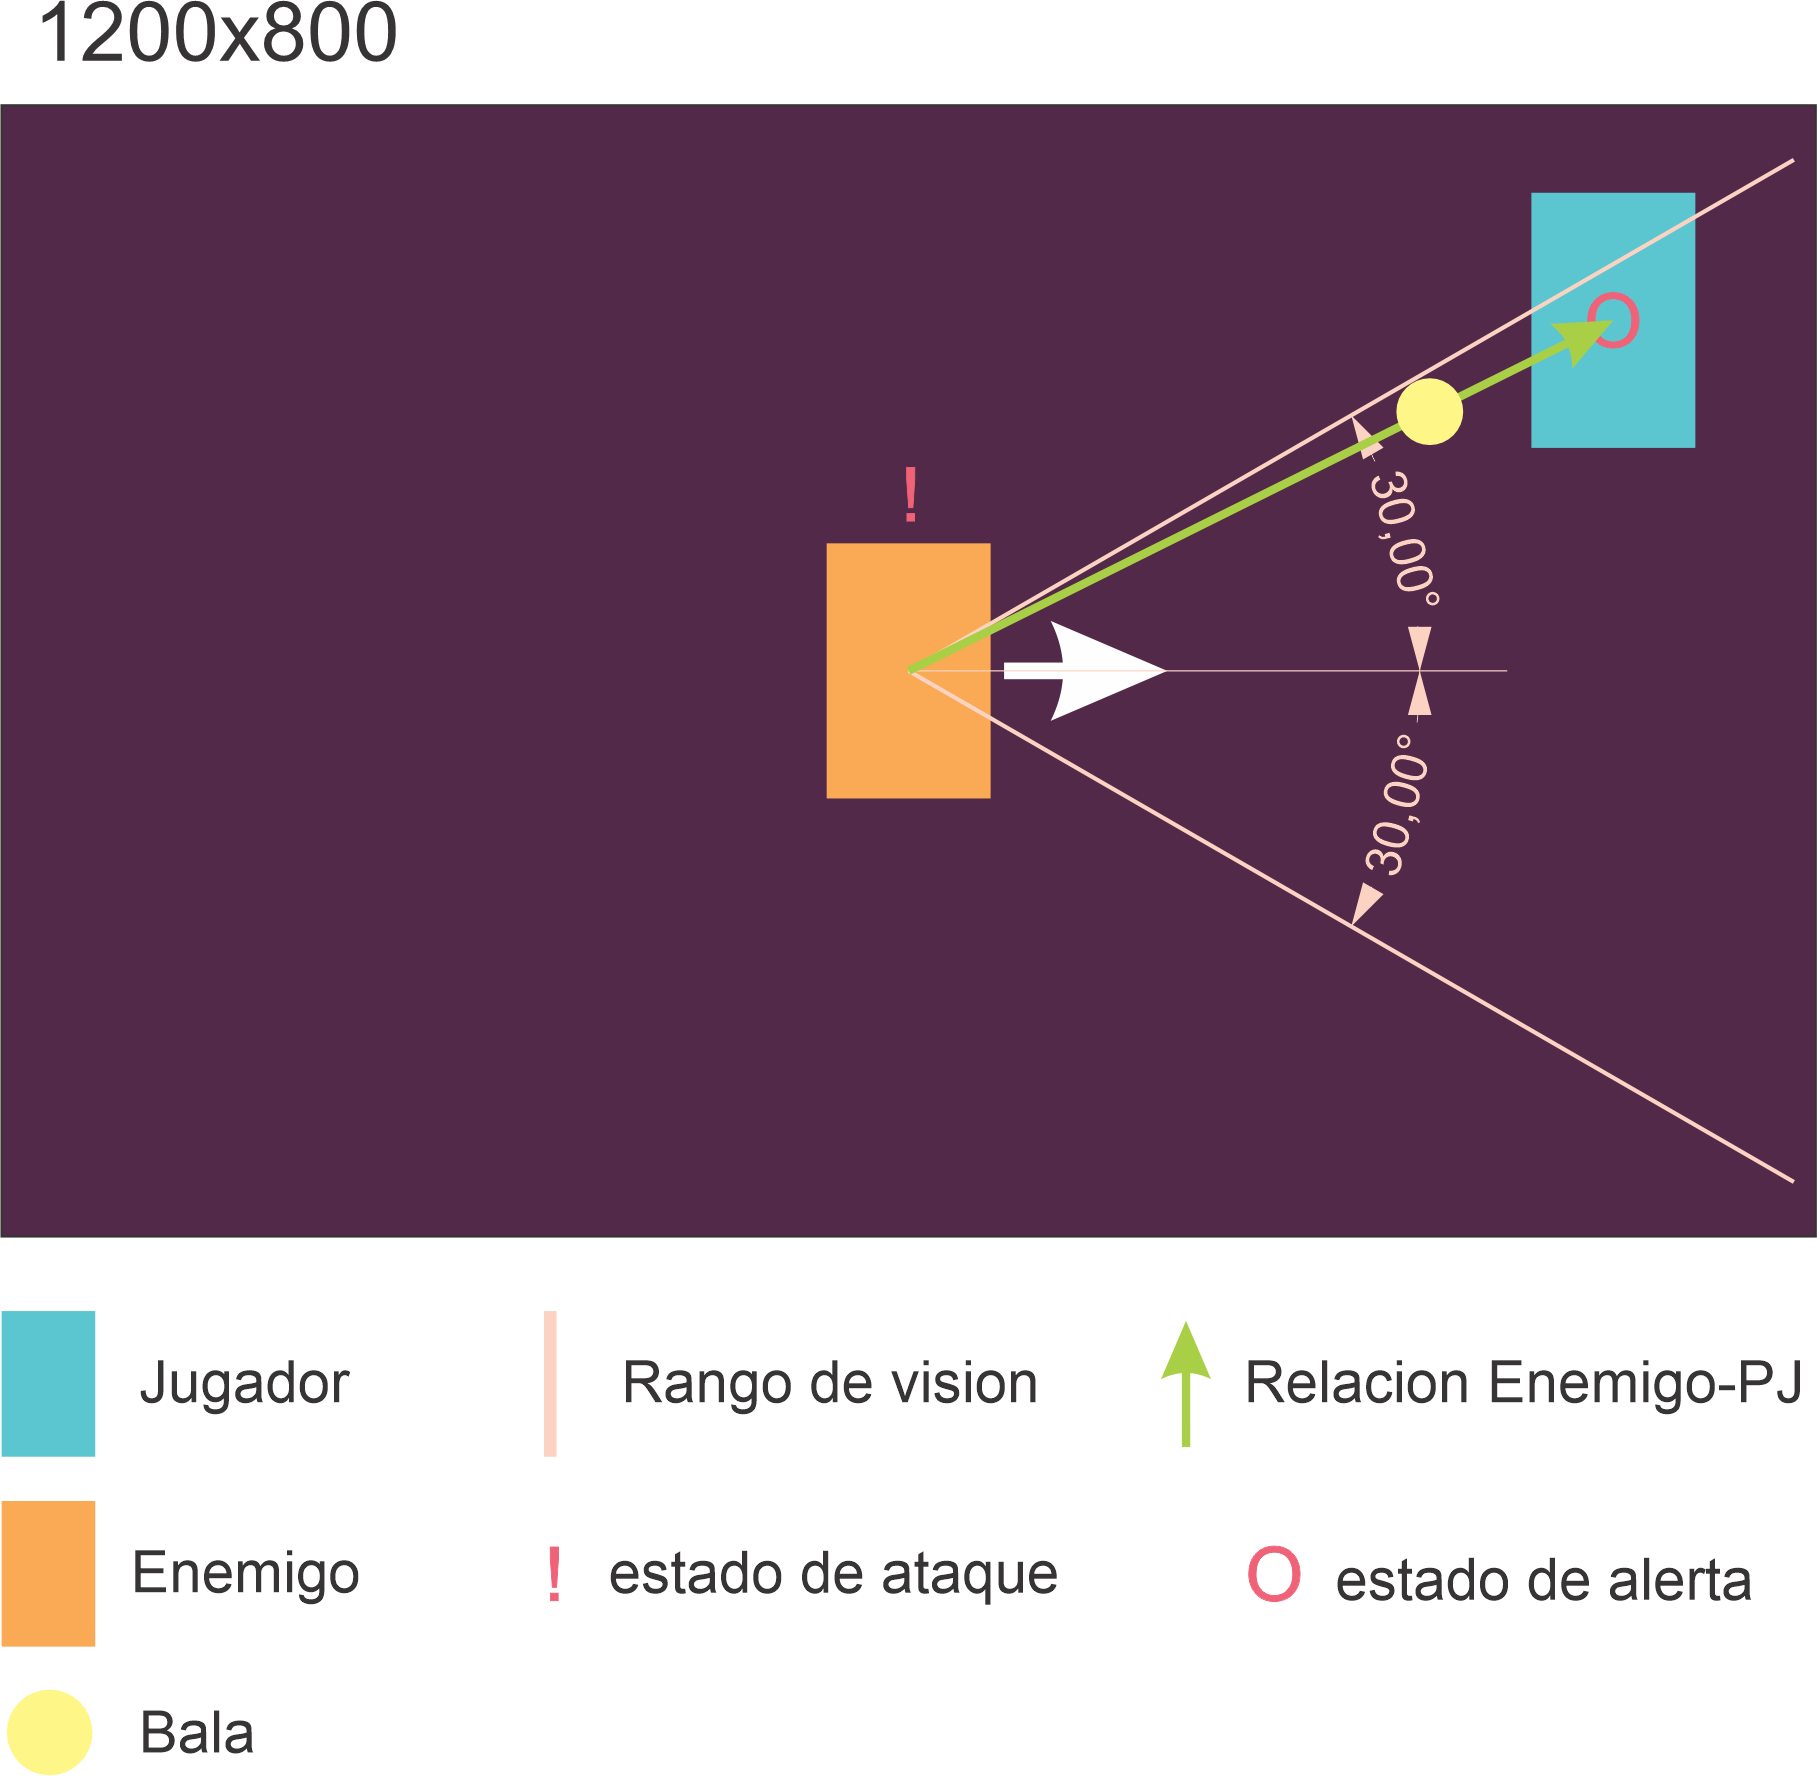 1200x800
!
O
30,00°
30,00°
Jugador
Rango de vision
Relacion Enemigo-PJ
Enemigo
! estado de ataque
O estado de alerta
Bala